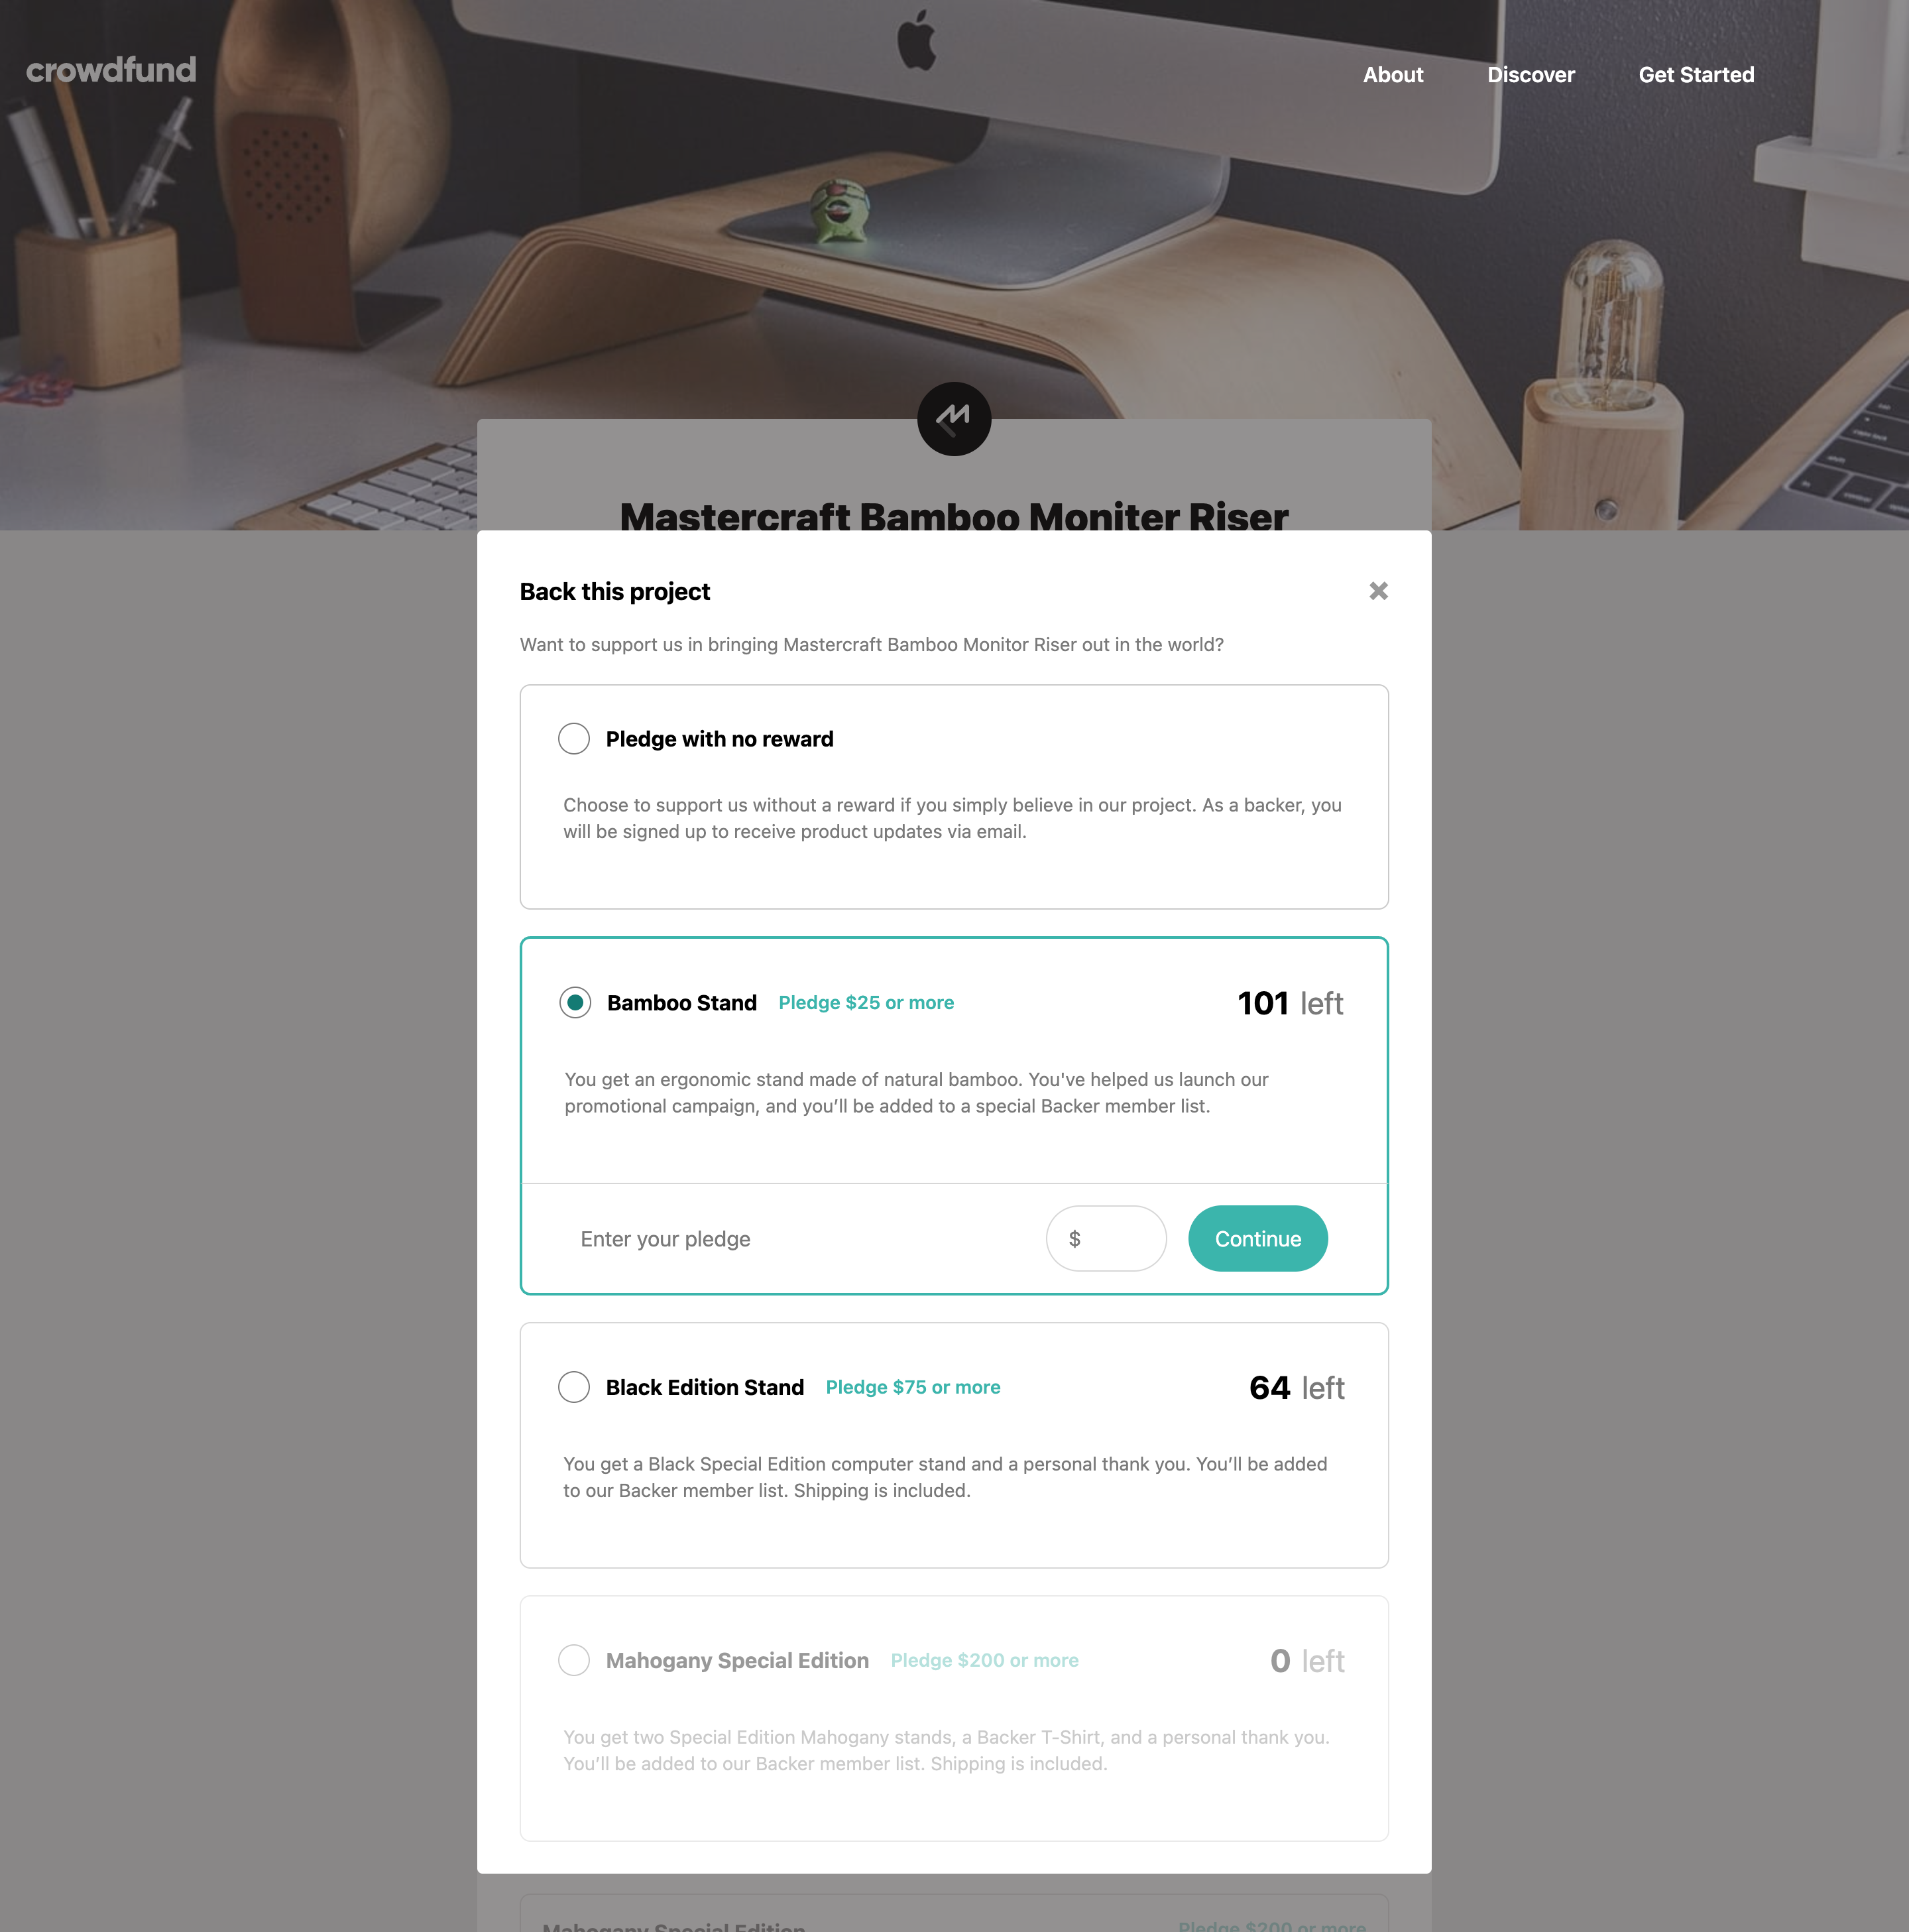 crowdfund
About Discover Get Started
Mastercraft Bamboo Moniter Riser
Back this project
Want to support us in bringing Mastercraft Bamboo Monitor Riser out in the world?
Pledge with no reward
Choose to support us without a reward if you simply believe in our project. As a backer, you
will be signed up to receive product updates via email.
Bamboo Stand Pledge $25 or more 101 left
You get an ergonomic stand made of natural bamboo. You've helped us launch our
promotional campaign, and you’ll be added to a special Backer member list.
Enter your pledge $ Continue
Black Edition Stand Pledge $75 or more 64 left
You get a Black Special Edition computer stand and a personal thank you. You’ll be added
to our Backer member list. Shipping is included.
Mahogany Special Edition Pledge $200 or more 0 left
You get two Special Edition Mahogany stands, a Backer T-Shirt, and a personal thank you.
You’ll be added to our Backer member list. Shipping is included.
Mahogany Special Edition Pledge $200 or more